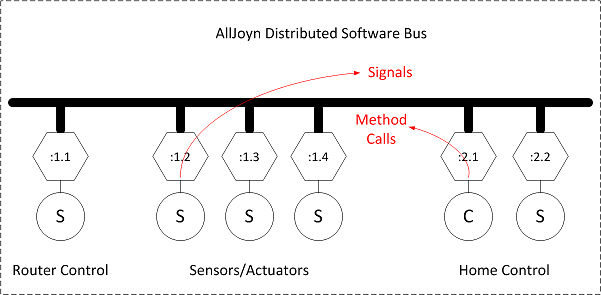 AllJoyn Distributed Software Bus
Signals
Method
Calls
:1.1
:1.2
:1.3
:1.4
:2.1
:2.2
S
S
S
S
C
S
Router Control
Sensors/Actuators
Home Control